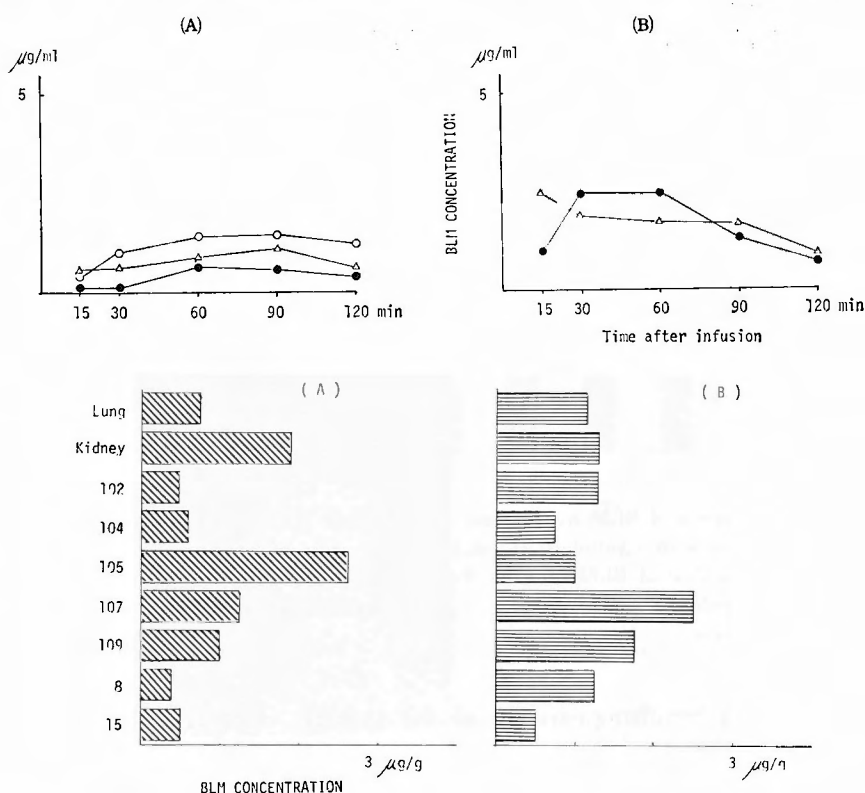 (A)
μg/ml
5
15 30 60 90 120 min
(B)
μg/ml
5
BLM CONCENTRATION
15 30 60 90 120 min
Time after infusion
(A)
Lung
Kidney
102
104
105
107
109
8
15
3 μg/g
BLM CONCENTRATION
(B)
3 μg/g